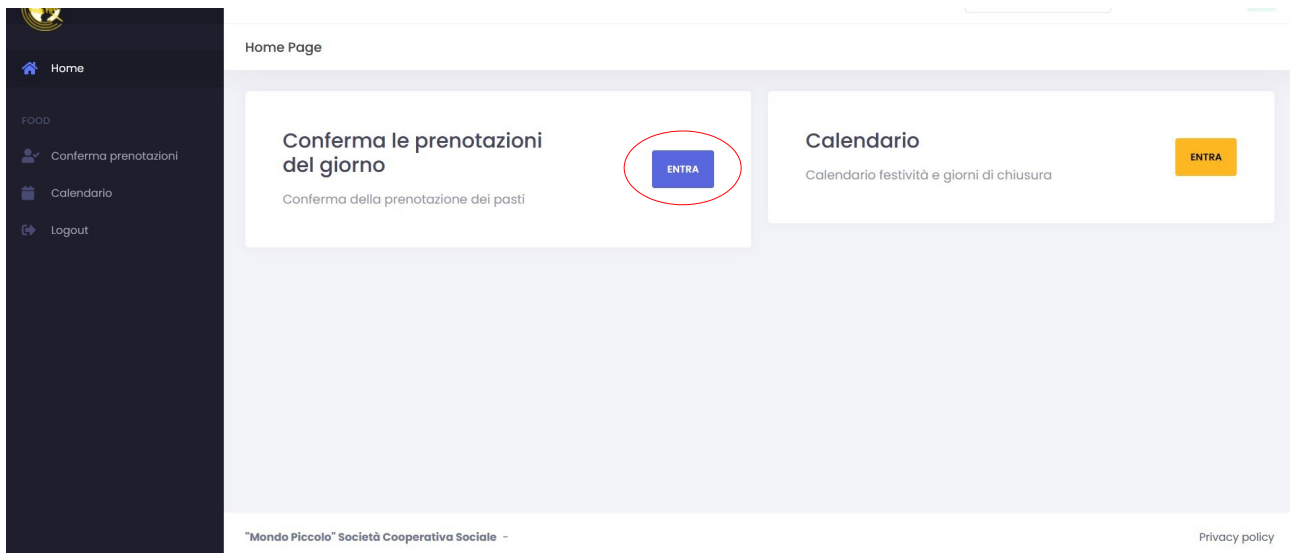 Home Page
Home
FOOD
Conferma prenotazioni
Calendario
Logout
Conferma le prenotazioni
del giorno
Conferma della prenotazione dei pasti
ENTRA
Calendario
Calendario festività e giorni di chiusura
ENTRA
"Mondo Piccolo" Società Cooperativa Sociale -
Privacy policy